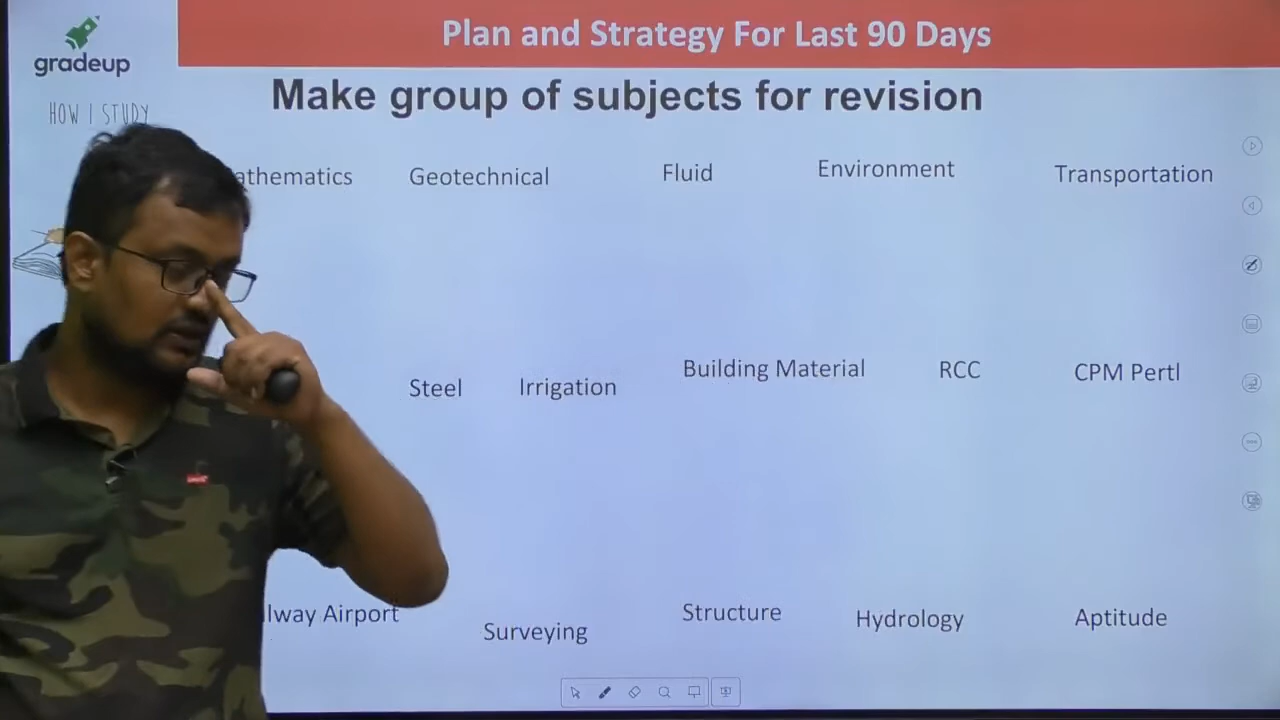 Plan and Strategy For Last 90 Days
gradeup
Make group of subjects for revision
HOW I STUDY
athematics Geotechnical Fluid Environment Transportation
Steel Irrigation Building Material RCC CPM Pertl
lway Airport Surveying Structure Hydrology Aptitude